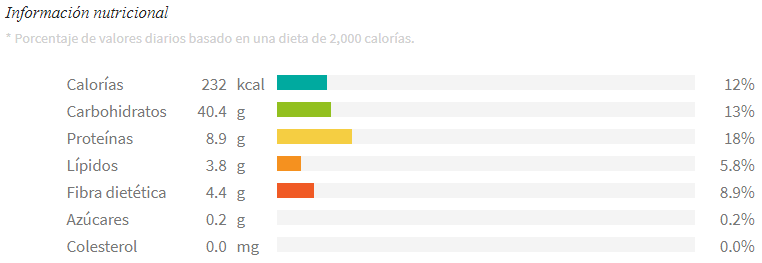 Información nutricional
* Porcentaje de valores diarios basado en una dieta de 2,000 calorías.
Calorías 232 kcal 12%
Carbohidratos 40.4 g 13%
Proteínas 8.9 g 18%
Lípidos 3.8 g 5.8%
Fibra dietética 4.4 g 8.9%
Azúcares 0.2 g 0.2%
Colesterol 0.0 mg 0.0%